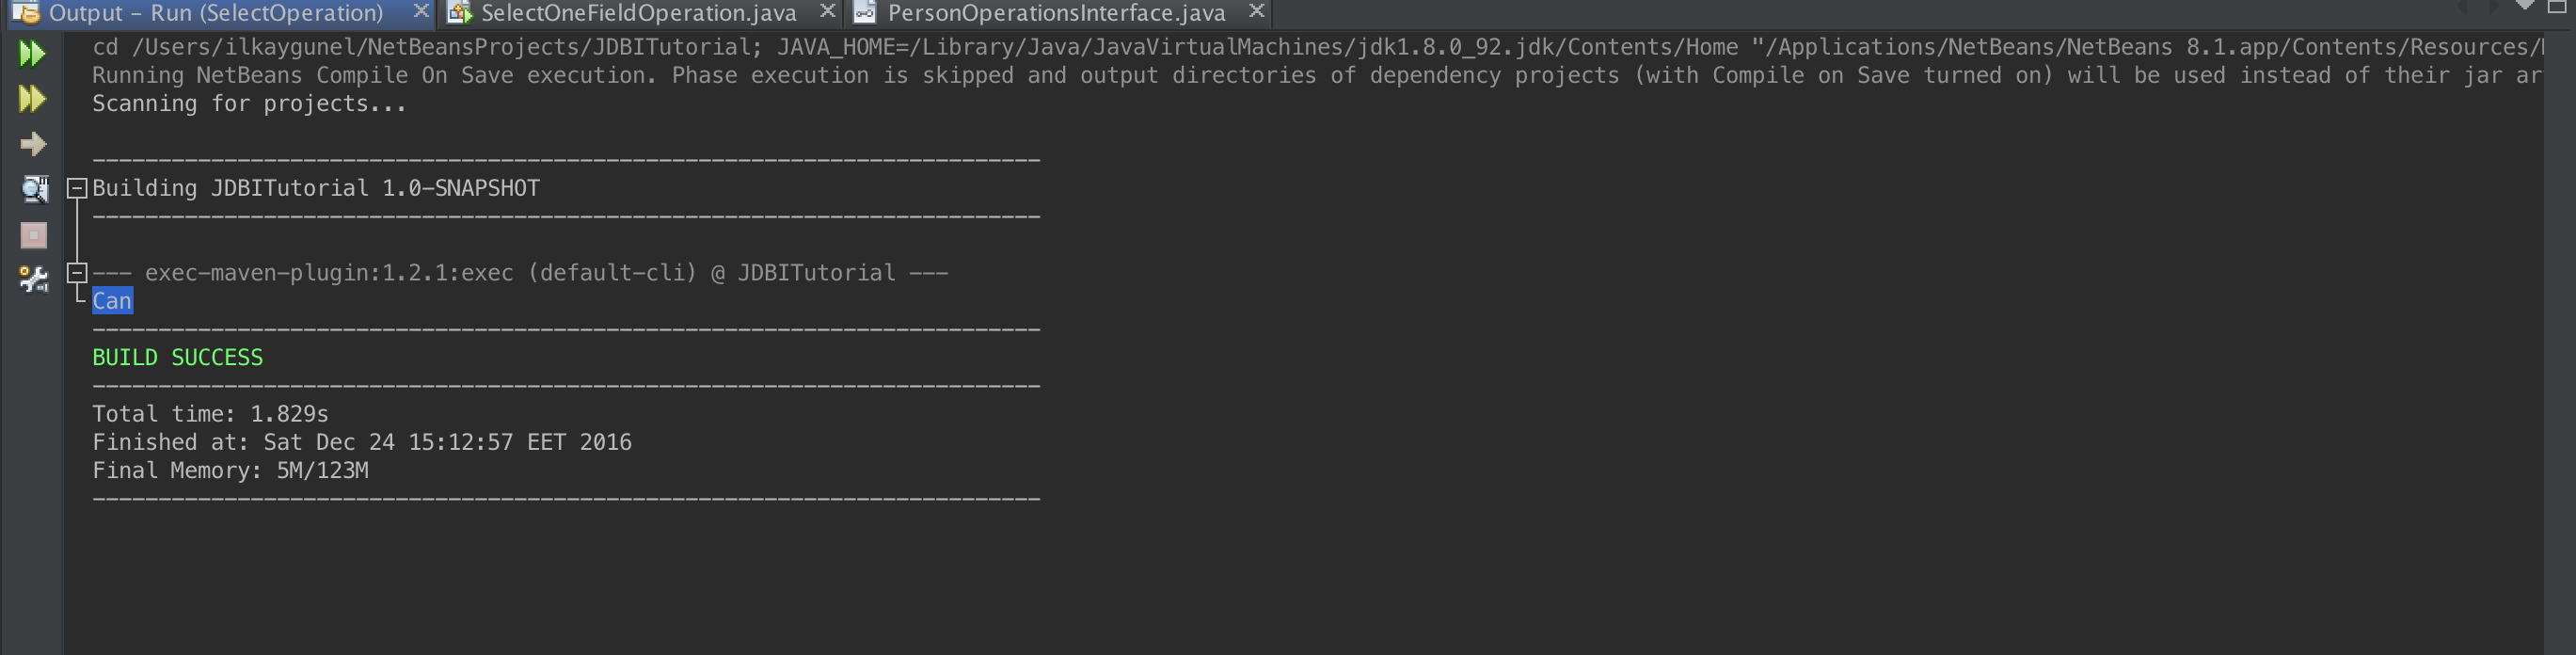 Output - Run (SelectOperation)
SelectOneFieldOperation.java
PersonOperationsInterface.java
cd /Users/ilkaygunel/NetBeansProjects/JDBITutorial; JAVA_HOME=/Library/Java/JavaVirtualMachines/jdk1.8.0_92.jdk/Contents/Home "/Applications/NetBeans/NetBeans 8.1.app/Contents/Resources/
Running NetBeans Compile On Save execution. Phase execution is skipped and output directories of dependency projects (with Compile on Save turned on) will be used instead of their jar ar
Scanning for projects...
------------------------------------------------------------------------
Building JDBITutorial 1.0-SNAPSHOT
------------------------------------------------------------------------
--- exec-maven-plugin:1.2.1:exec (default-cli) @ JDBITutorial ---
Can
------------------------------------------------------------------------
BUILD SUCCESS
------------------------------------------------------------------------
Total time: 1.829s
Finished at: Sat Dec 24 15:12:57 EET 2016
Final Memory: 5M/123M
------------------------------------------------------------------------